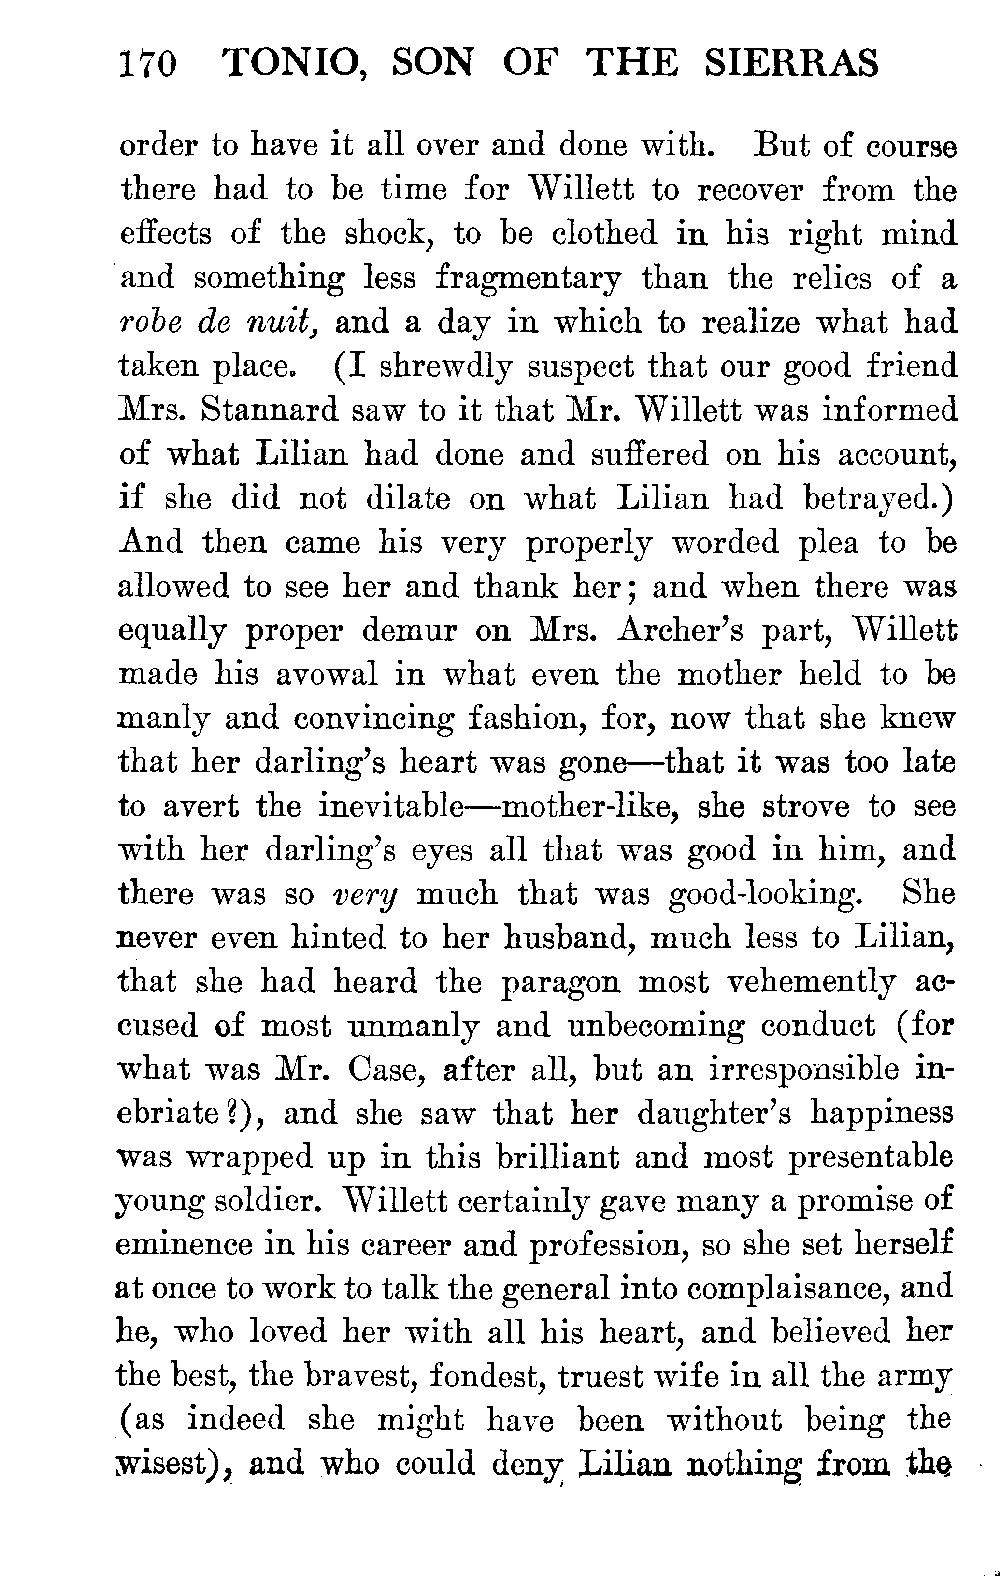 170 TONIO, SON OF THE SIERRAS
order to have it all over and done with. But of course
there had to be time for Willett to recover from the
effects of the shock, to be clothed in his right mind
and something less fragmentary than the relics of a
robe de nuit, and a day in which to realize what had
taken place. (I shrewdly suspect that our good friend
Mrs. Stannard saw to it that Mr. Willett was informed
of what Lilian had done and suffered on his account,
if she did not dilate on what Lilian had betrayed.)
And then came his very properly worded plea to be
allowed to see her and thank her; and when there was
equally proper demur on Mrs. Archer's part, Willett
made his avowal in what even the mother held to be
manly and convincing fashion, for, now that she knew
that her darling's heart was gone—that it was too late
to avert the inevitable—mother-like, she strove to see
with her darling's eyes all that was good in him, and
there was so very much that was good-looking. She
never even hinted to her husband, much less to Lilian,
that she had heard the paragon most vehemently ac-
cused of most unmanly and unbecoming conduct (for
what was Mr. Case, after all, but an irresponsible in-
ebriate?), and she saw that her daughter's happiness
was wrapped up in this brilliant and most presentable
young soldier. Willett certainly gave many a promise of
eminence in his career and profession, so she set herself
at once to work to talk the general into complaisance, and
he, who loved her with all his heart, and believed her
the best, the bravest, fondest, truest wife in all the army
(as indeed she might have been without being the
wisest), and who could deny Lilian nothing from the